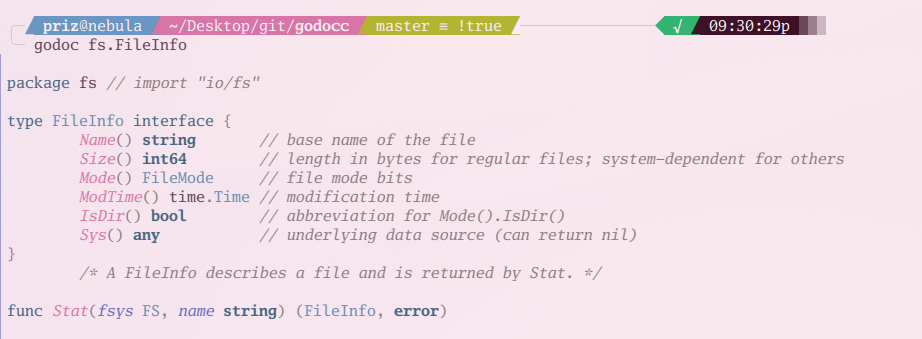 priz@nebula ~/Desktop/git/godocc master ≡ !true √ 09:30:29p
godoc fs.FileInfo
package fs // import "io/fs"
type FileInfo interface {
Name() string // base name of the file
Size() int64 // length in bytes for regular files; system-dependent for others
Mode() FileMode // file mode bits
ModTime() time.Time // modification time
IsDir() bool // abbreviation for Mode().IsDir()
Sys() any // underlying data source (can return nil)
}
/* A FileInfo describes a file and is returned by Stat. */
func Stat(fsys FS, name string) (FileInfo, error)